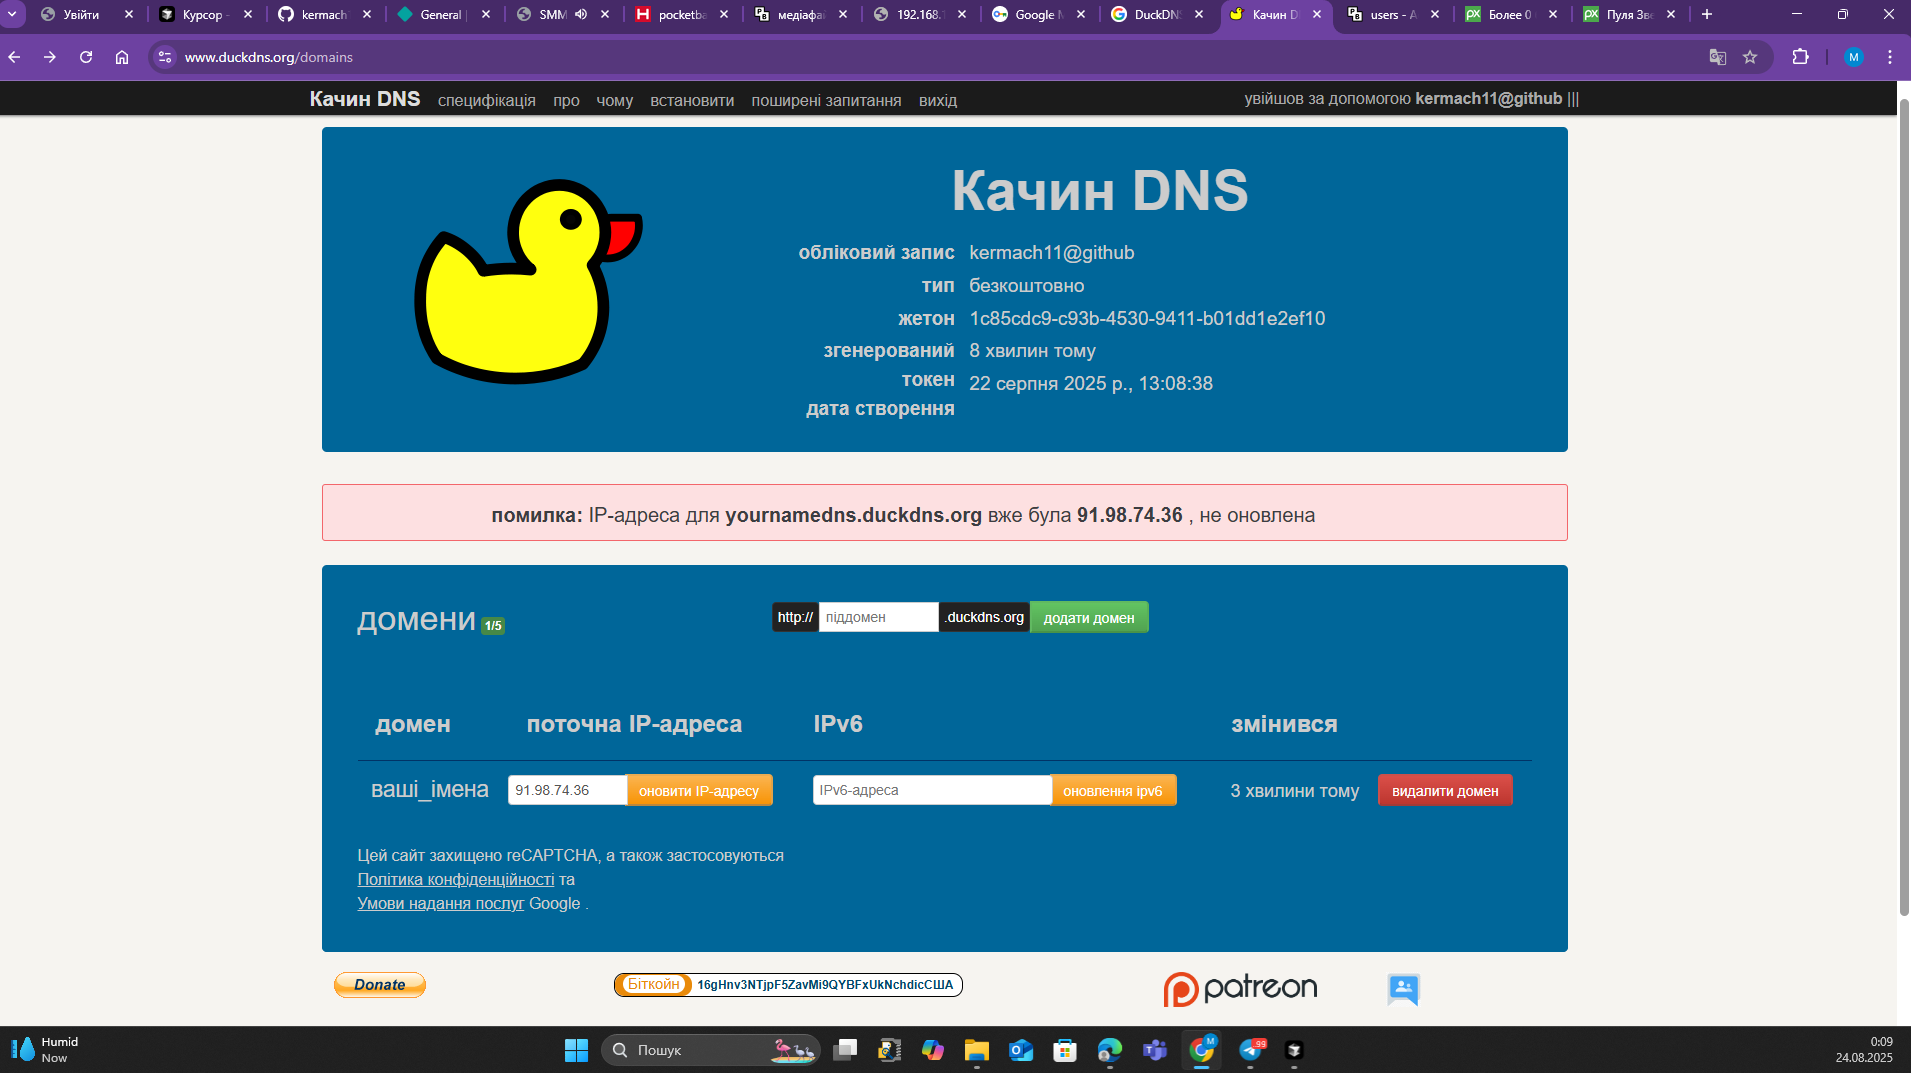 Увійти
Курсор -
kermach
General
SMM
pocketba
медіафай
192.168.1
Google M
DuckDNS
Качин D
users - A
Более 0
Пуля Зве
www.duckdns.org/domains
M
Качин DNS специфікація про чому встановити поширені запитання вихід
увійшов за допомогою kermach11@github |||
Качин DNS
обліковий запис kermach11@github
тип безкоштовно
жетон 1c85cdc9-c93b-4530-9411-b01dd1e2ef10
згенерований 8 хвилин тому
токен 22 серпня 2025 р., 13:08:38
дата створення
помилка: IP-адреса для yournamedns.duckdns.org вже була 91.98.74.36 , не оновлена
домени 1/5
http:// піддомен .duckdns.org додати домен
домен поточна IP-адреса IPv6 змінився
ваші_імена 91.98.74.36 оновити IP-адресу IPv6-адреса оновлення ipv6 3 хвилини тому видалити домен
Цей сайт захищено reCAPTCHA, а також застосовуються
Політика конфіденційності та
Умови надання послуг Google .
Donate
Біткойн 16gHnv3NTjpF5ZavMi9QYBFxUkNchdicСША
patreon
Humid
Now
Пошук
M
99
0:09
24.08.2025